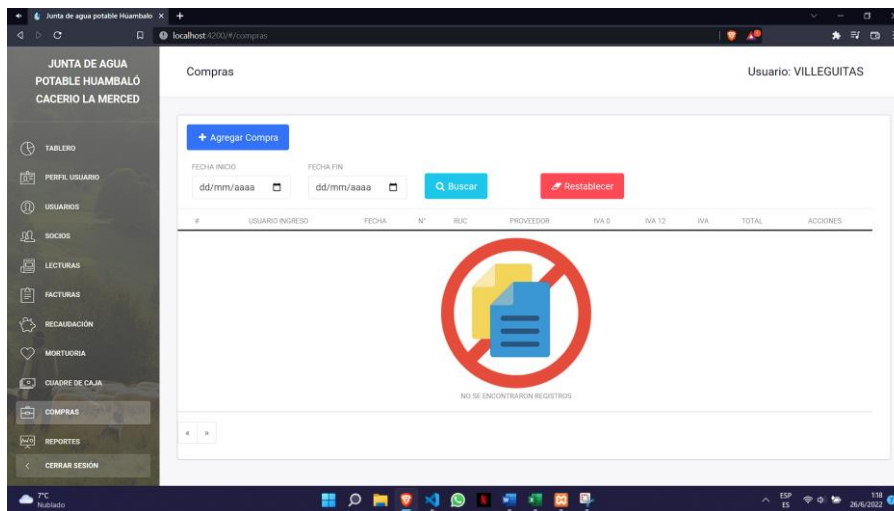 Junta de agua potable Húambalo
localhost:4200/#/compras
JUNTA DE AGUA
POTABLE HUAMBALÓ
CACERIO LA MERCED
TABLERO
PERFIL USUARIO
USUARIOS
SOCIOS
LECTURAS
FACTURAS
RECAUDACIÓN
MORTUORIA
CUADRE DE CAJA
COMPRAS
REPORTES
CERRAR SESIÓN
Compras
Usuario: VILLEGUITAS
+ Agregar Compra
FECHA INICIO FECHA FIN
dd/mm/aaaa dd/mm/aaaa Buscar Restablecer
# USUARIO INGRESO FECHA N° RUC PROVEEDOR IVA 0 IVA 12 IVA TOTAL ACCIONES
NO SE ENCONTRARON REGISTROS
« »
7°C
Nublado
ESP
ES
1:18
26/6/2022